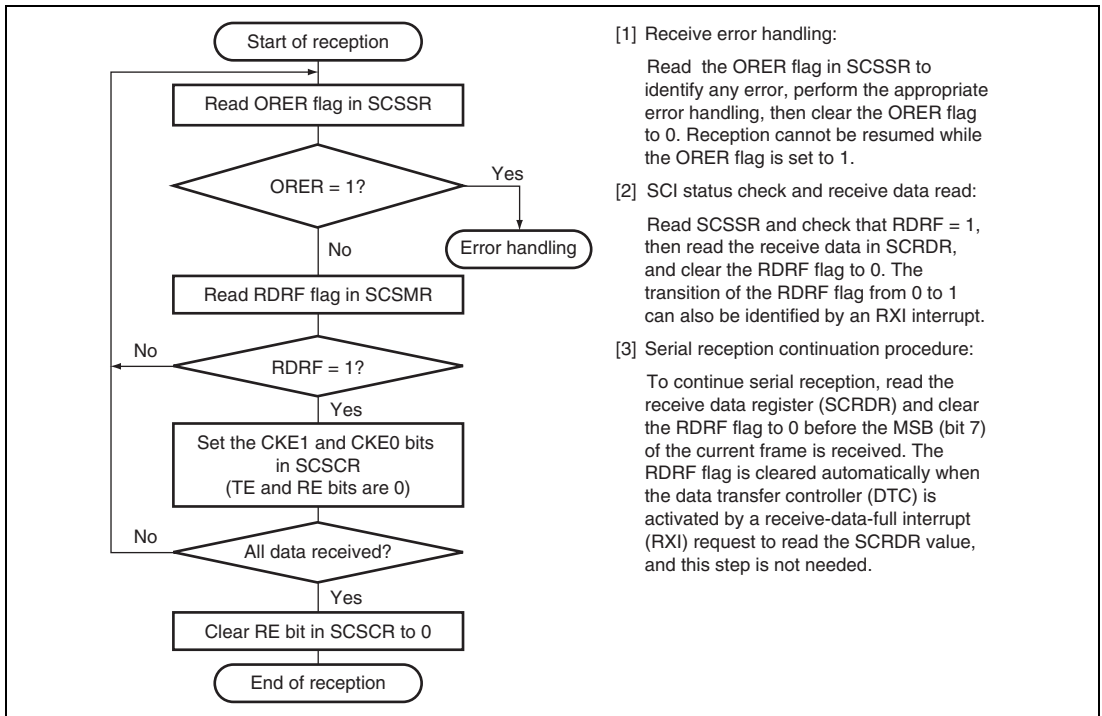 Start of reception
Read ORER flag in SCSSR
ORER = 1?
Yes
Error handling
No
Read RDRF flag in SCSMR
No
RDRF = 1?
Yes
Set the CKE1 and CKE0 bits
in SCSCR
(TE and RE bits are 0)
No
All data received?
Yes
Clear RE bit in SCSCR to 0
End of reception
[1] Receive error handling:
Read the ORER flag in SCSSR to
identify any error, perform the appropriate
error handling, then clear the ORER flag
to 0. Reception cannot be resumed while
the ORER flag is set to 1.
[2] SCI status check and receive data read:
Read SCSSR and check that RDRF = 1,
then read the receive data in SCRDR,
and clear the RDRF flag to 0. The
transition of the RDRF flag from 0 to 1
can also be identified by an RXI interrupt.
[3] Serial reception continuation procedure:
To continue serial reception, read the
receive data register (SCRDR) and clear
the RDRF flag to 0 before the MSB (bit 7)
of the current frame is received. The
RDRF flag is cleared automatically when
the data transfer controller (DTC) is
activated by a receive-data-full interrupt
(RXI) request to read the SCRDR value,
and this step is not needed.